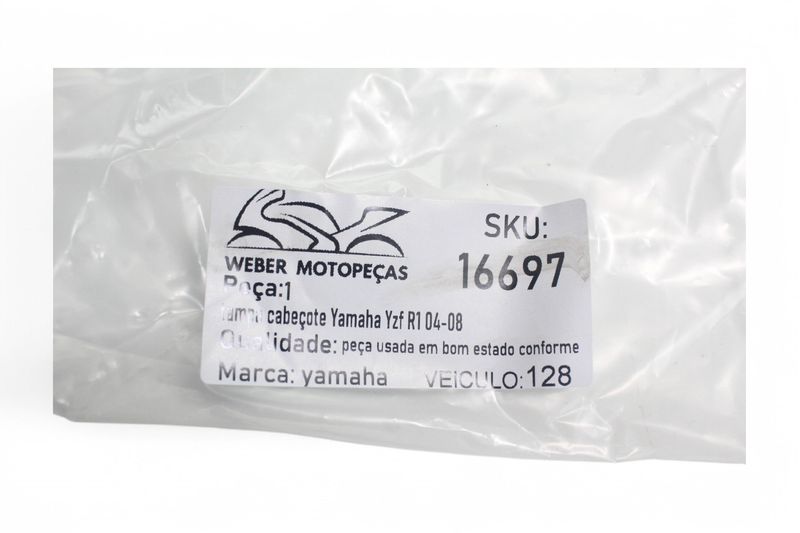 WEBER MOTOPEÇAS
SKU:
16697
Peça:1
cabeçote Yamaha Yzf R1 04-08
Qualidade: peça usada em bom estado conforme
Marca: yamaha VEICULO:128